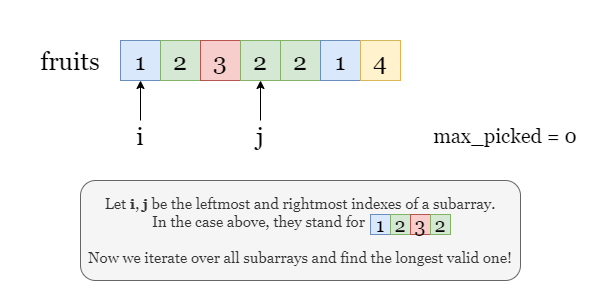 fruits 1 2 3 2 2 1 4
i j
max_picked = 0
Let i, j be the leftmost and rightmost indexes of a subarray.
In the case above, they stand for 1 2 3 2
Now we iterate over all subarrays and find the longest valid one!